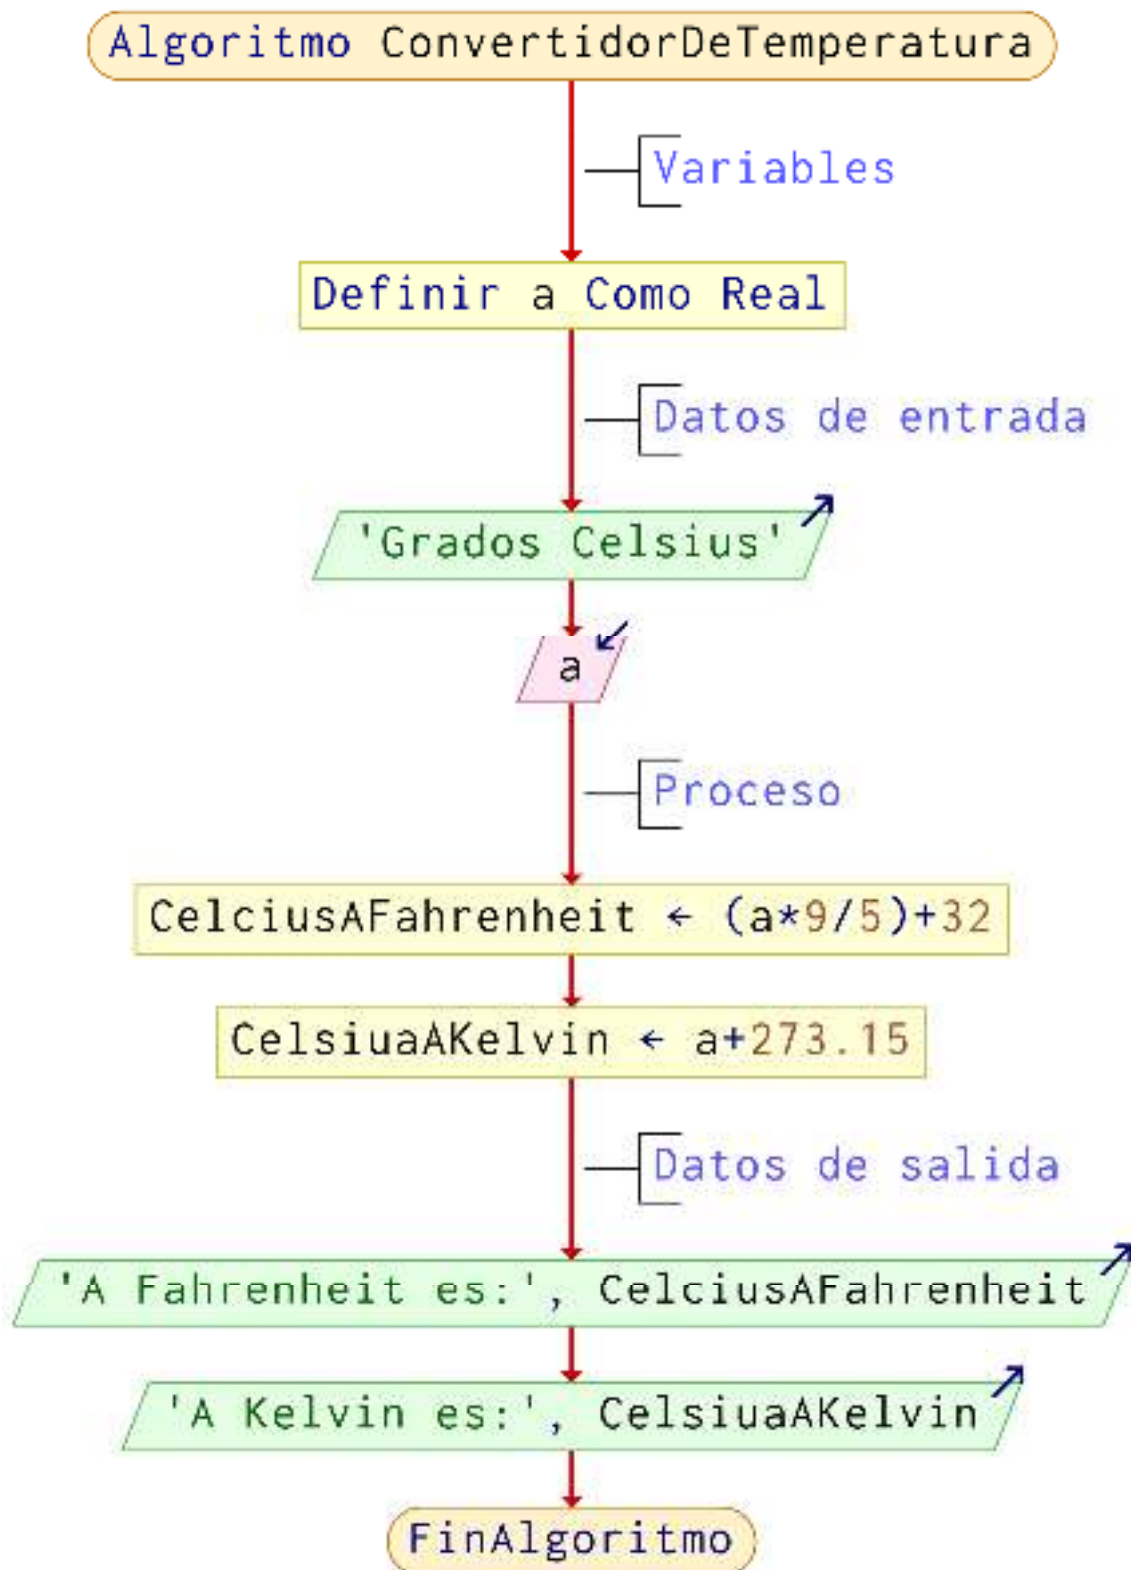 Algoritmo ConvertidorDeTemperatura
Variables
Definir a Como Real
Datos de entrada
'Grados Celsius'
a
Proceso
CelciusAFahrenheit ← (a*9/5)+32
CelsiuaAKelvin ← a+273.15
Datos de salida
'A Fahrenheit es:', CelciusAFahrenheit
'A Kelvin es:', CelsiuaAKelvin
FinAlgoritmo